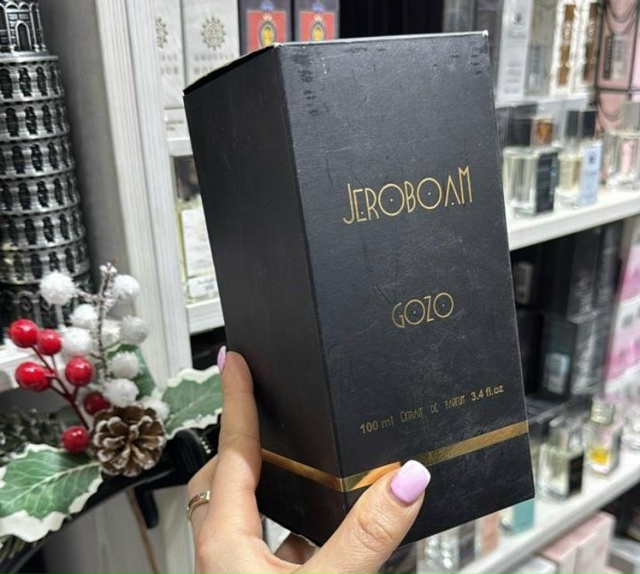 JEROBOAM
GOZO
100 ml EXTRAIT DE PARFUM 3.4 fl.oz